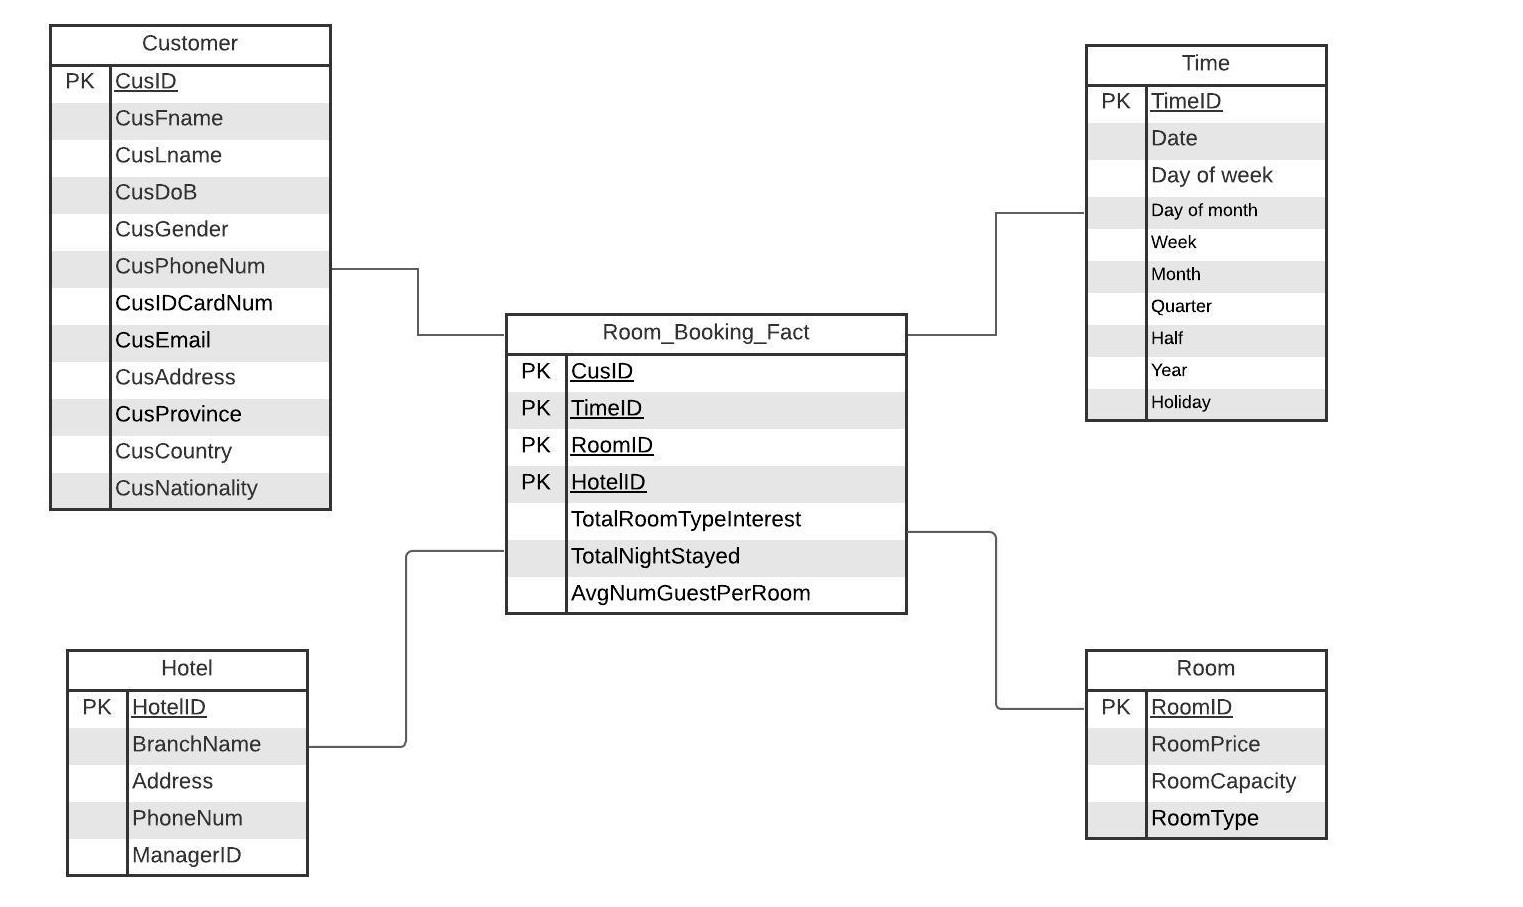 Customer
PK CusID
CusFname
CusLname
CusDoB
CusGender
CusPhoneNum
CusIDCardNum
CusEmail
CusAddress
CusProvince
CusCountry
CusNationality
Time
PK TimeID
Date
Day of week
Day of month
Week
Month
Quarter
Half
Year
Holiday
Room_Booking_Fact
PK CusID
PK TimeID
PK RoomID
PK HotelID
TotalRoomTypeInterest
TotalNightStayed
AvgNumGuestPerRoom
Hotel
PK HotelID
BranchName
Address
PhoneNum
ManagerID
Room
PK RoomID
RoomPrice
RoomCapacity
RoomType